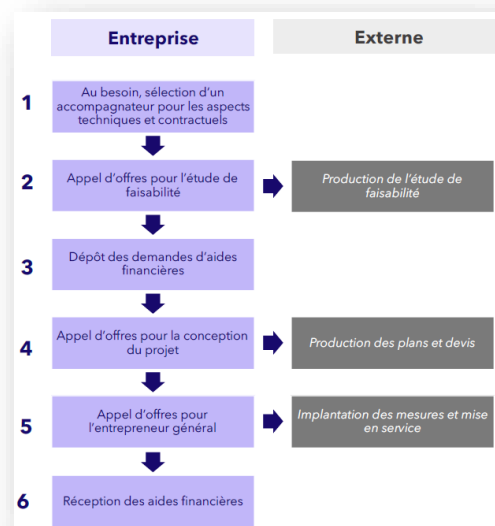 Entreprise
Externe
1
Au besoin, sélection d'un
accompagnateur pour les aspects
techniques et contractuels
2
Appel d'offres pour l'étude de
faisabilité
Production de l'étude de
faisabilité
3
Dépôt des demandes d'aides
financières
4
Appel d'offres pour la conception
du projet
Production des plans et devis
5
Appel d'offres pour
l'entrepreneur général
Implantation des mesures et mise
en service
6
Réception des aides financières